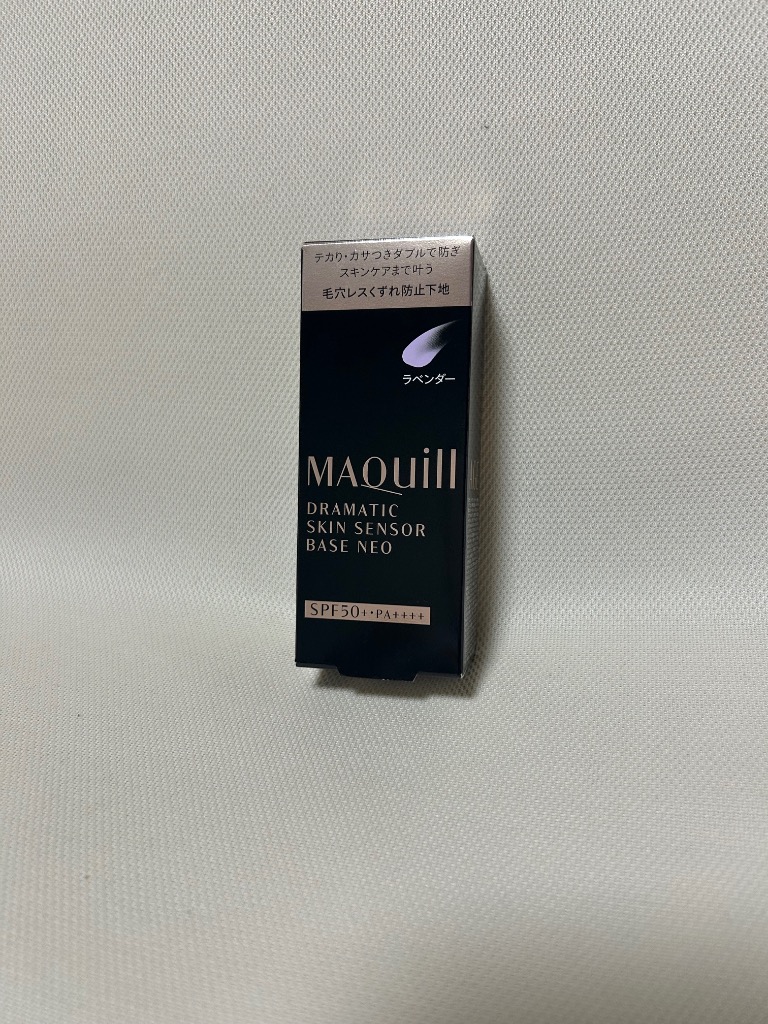 テカり・カサつきダブルで防ぎ
スキンケアまで叶う
毛穴レスくずれ防止下地
ラベンダー
MAQuill
DRAMATIC
SKIN SENSOR
BASE NEO
SPF50+・PA++++